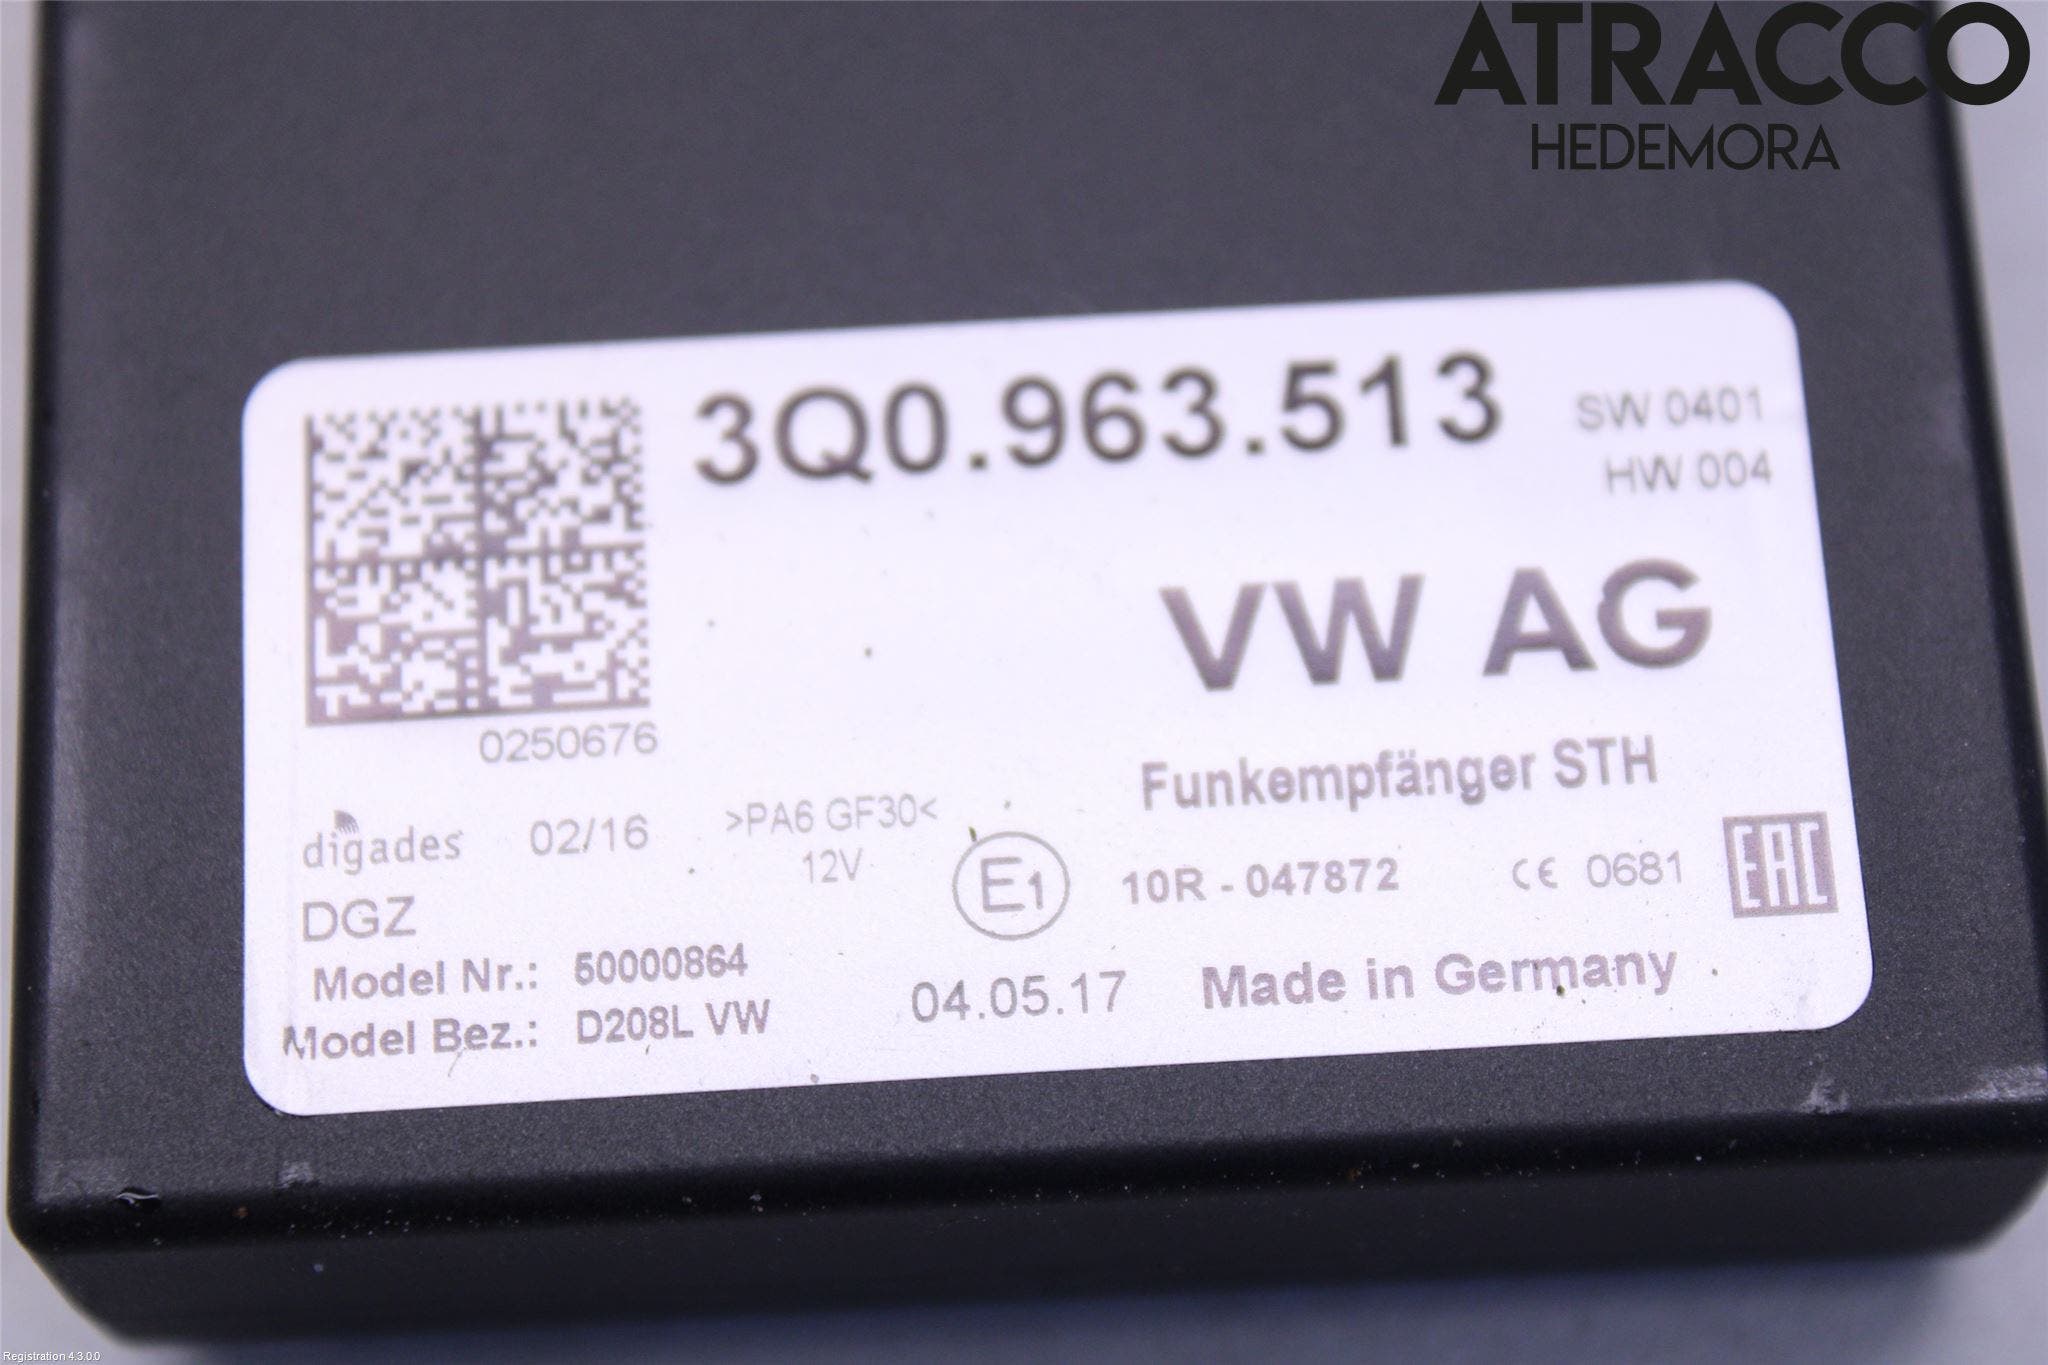 ATRACCO
HEDEMORA
3Q0.963.513
SW 0401
HW 004
VW AG
0250676
Funkempfänger STH
digades 02/16 >PA6 GF30<
12V
DGZ
E1 10R - 047872 CE 0681 EAC
Model Nr.: 50000864
Model Bez.: D208L VW
04.05.17 Made in Germany
Registration 4.3.0.0